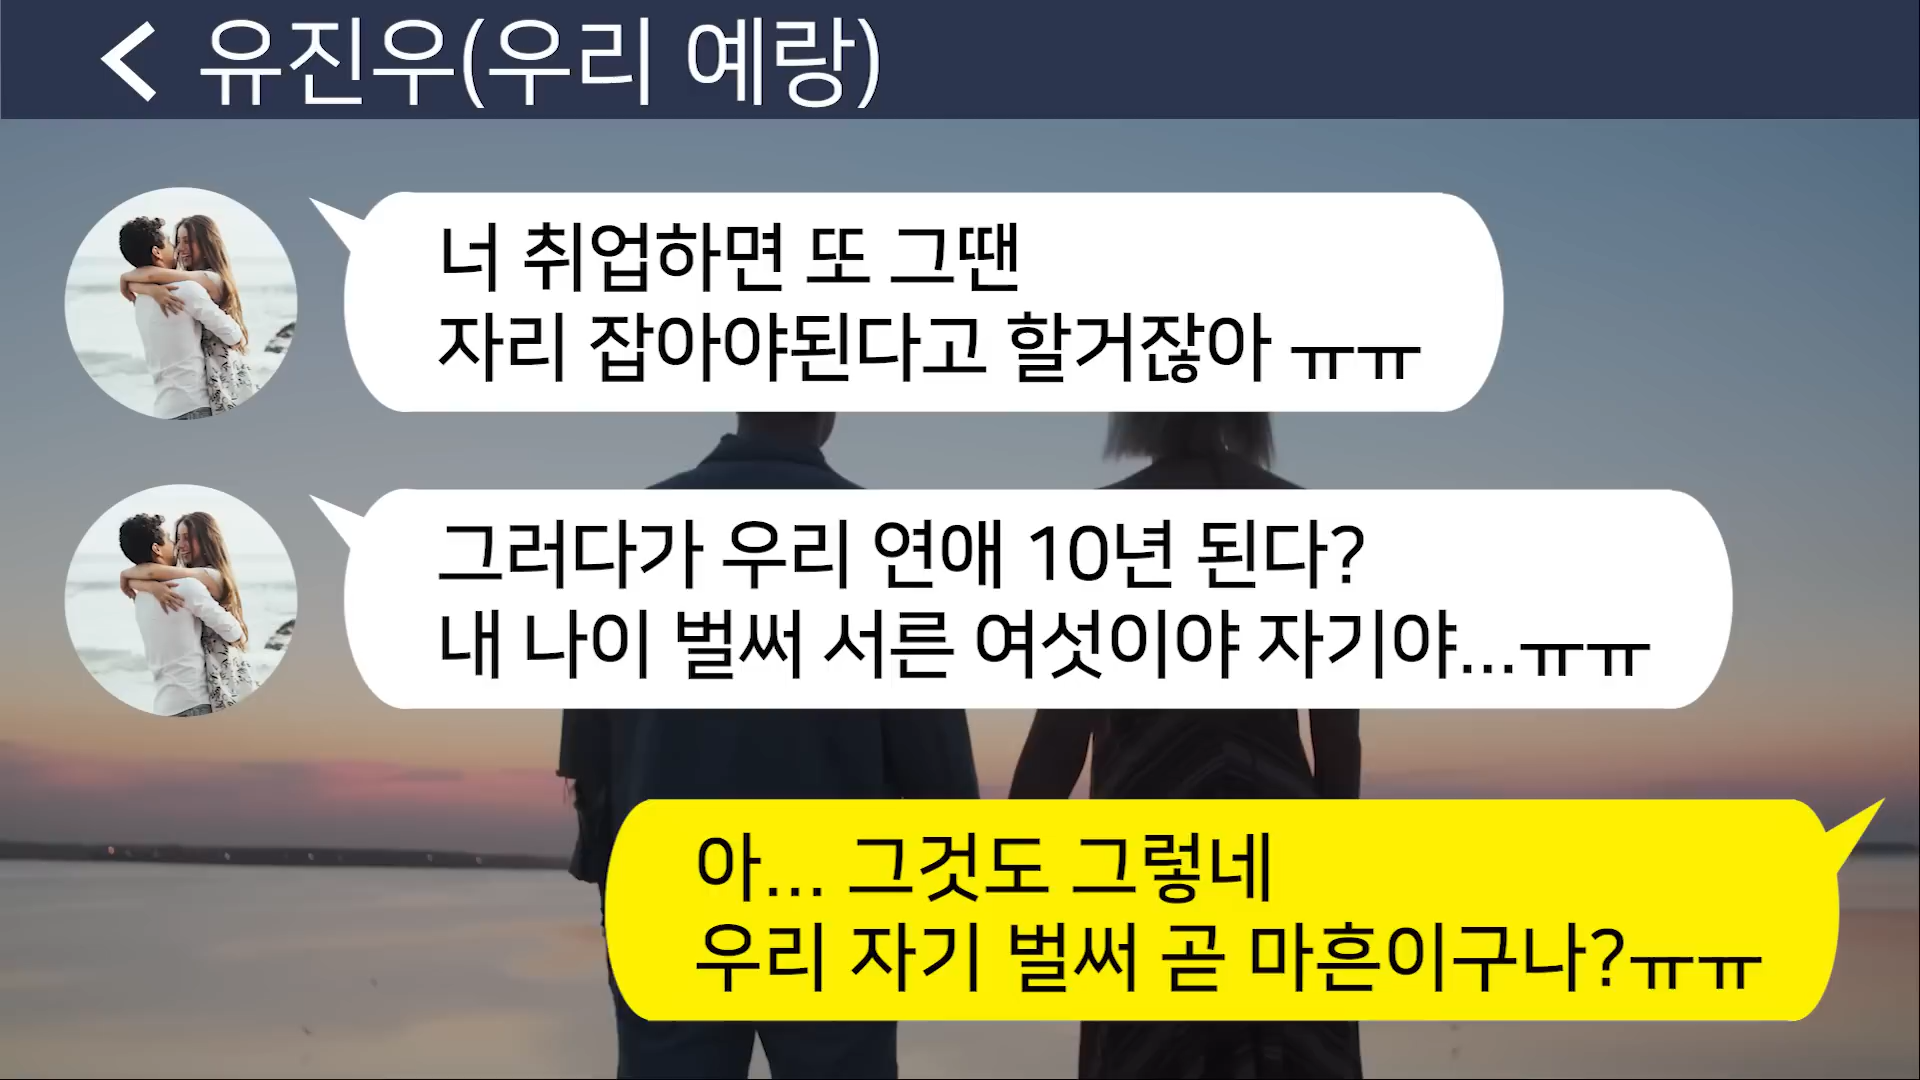 유진우(우리 예랑)
너 취업하면 또 그땐
자리 잡아야된다고 할거잖아 ㅠㅠ
그러다가 우리 연애 10년 된다?
내 나이 벌써 서른 여섯이야 자기야...ㅠㅠ
아... 그것도 그렇네
우리 자기 벌써 곧 마흔이구나?ㅠㅠ